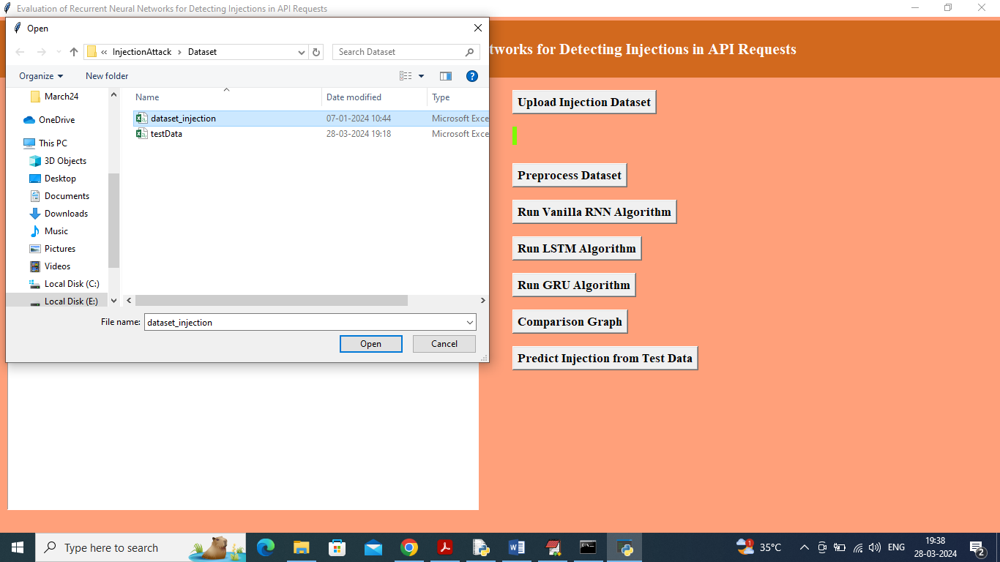 Evaluation of Recurrent Neural Networks for Detecting Injections in API Requests
Open
tworks for Detecting Injections in API Requests
« InjectionAttack › Dataset
Search Dataset
Organize
New folder
March24
OneDrive
This PC
3D Objects
Desktop
Documents
Downloads
Music
Pictures
Videos
Local Disk (C:)
Local Disk (E:)
Name Date modified Type
dataset_injection 07-01-2024 10:44 Microsoft Exce
testData 28-03-2024 19:18 Microsoft Exce
File name: dataset_injection
Open Cancel
Upload Injection Dataset
Preprocess Dataset
Run Vanilla RNN Algorithm
Run LSTM Algorithm
Run GRU Algorithm
Comparison Graph
Predict Injection from Test Data
Type here to search
1
35°C
ENG
19:38
28-03-2024
2